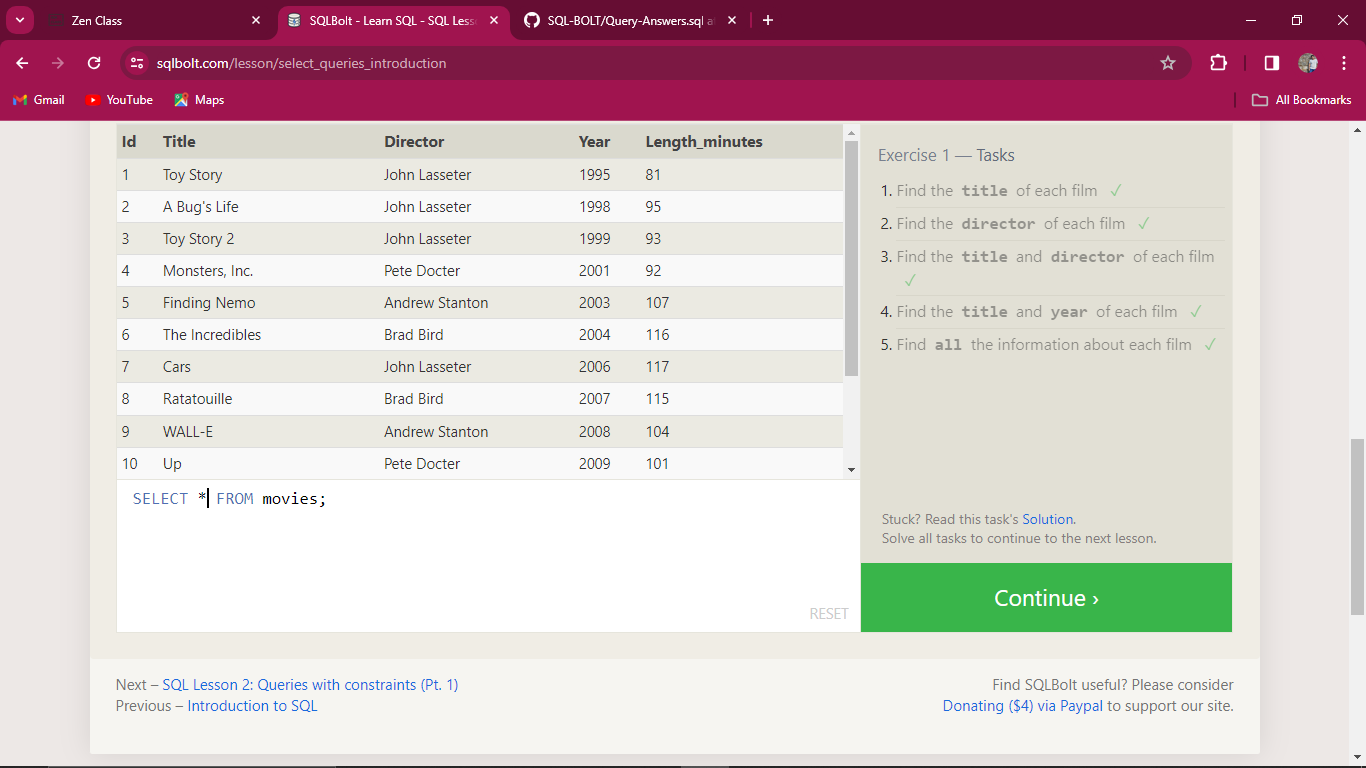 Zen Class
SQLBolt - Learn SQL - SQL Less
SQL-BOLT/Query-Answers.sql a
sqlbolt.com/lesson/select_queries_introduction
Gmail YouTube Maps All Bookmarks
Id Title Director Year Length_minutes
1 Toy Story John Lasseter 1995 81
2 A Bug's Life John Lasseter 1998 95
3 Toy Story 2 John Lasseter 1999 93
4 Monsters, Inc. Pete Docter 2001 92
5 Finding Nemo Andrew Stanton 2003 107
6 The Incredibles Brad Bird 2004 116
7 Cars John Lasseter 2006 117
8 Ratatouille Brad Bird 2007 115
9 WALL-E Andrew Stanton 2008 104
10 Up Pete Docter 2009 101
SELECT * FROM movies;
RESET
Exercise 1 — Tasks
1. Find the title of each film ✓
2. Find the director of each film ✓
3. Find the title and director of each film
✓
4. Find the title and year of each film ✓
5. Find all the information about each film ✓
Stuck? Read this task's Solution.
Solve all tasks to continue to the next lesson.
Continue ›
Next – SQL Lesson 2: Queries with constraints (Pt. 1)
Previous – Introduction to SQL
Find SQLBolt useful? Please consider
Donating ($4) via Paypal to support our site.